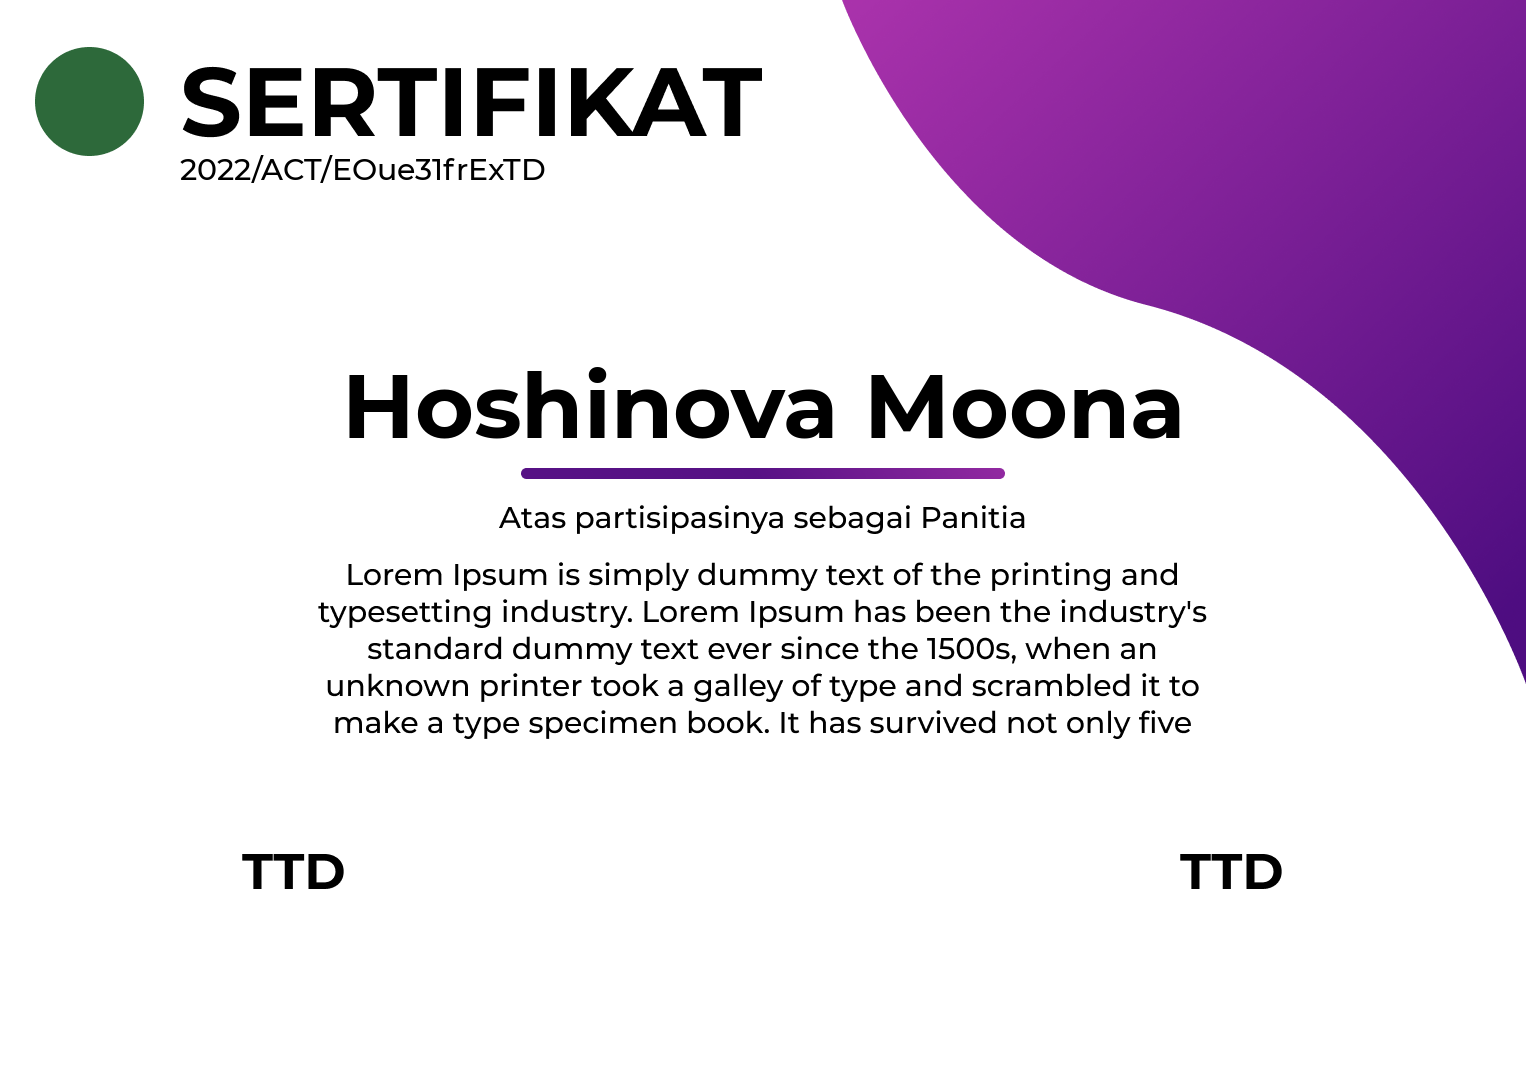 SERTIFIKAT
2022/ACT/EOue31frExTD
Hoshinova Moona
Atas partisipasinya sebagai Panitia
Lorem Ipsum is simply dummy text of the printing and
typesetting industry. Lorem Ipsum has been the industry's
standard dummy text ever since the 1500s, when an
unknown printer took a galley of type and scrambled it to
make a type specimen book. It has survived not only five
TTD
TTD